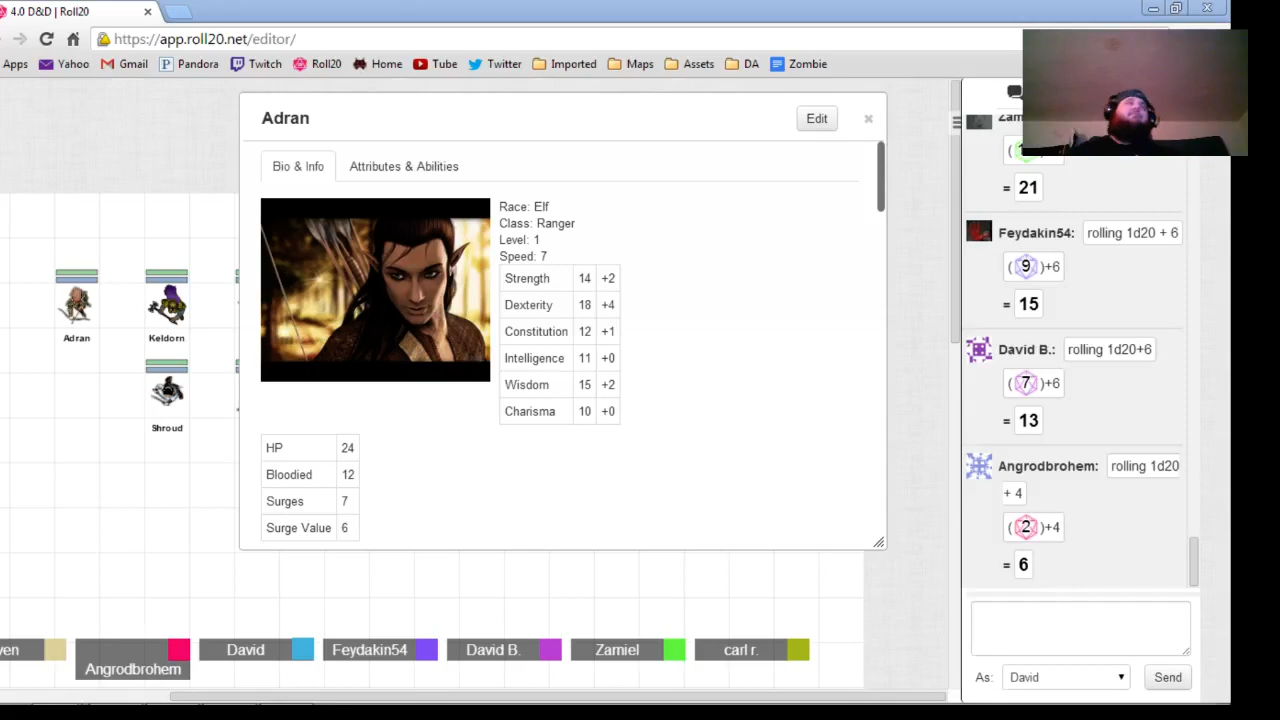 4.0 D&D | Roll20
https://app.roll20.net/editor/
Apps Yahoo Gmail Pandora Twitch Roll20 Home Tube Twitter Imported Maps Assets DA Zombie
Adran
Edit
Bio & Info
Attributes & Abilities
Race: Elf
Class: Ranger
Level: 1
Speed: 7
Strength 14 +2
Dexterity 18 +4
Constitution 12 +1
Intelligence 11 +0
Wisdom 15 +2
Charisma 10 +0
HP 24
Bloodied 12
Surges 7
Surge Value 6
Adran
Keldorn
Shroud
= 21
Feydakin54: rolling 1d20 + 6
(9)+6
= 15
David B.: rolling 1d20+6
(7)+6
= 13
Angrodbrohem: rolling 1d20
+ 4
(2)+4
= 6
As: David
Send
ven
Angrodbrohem
David
Feydakin54
David B.
Zamiel
carl r.